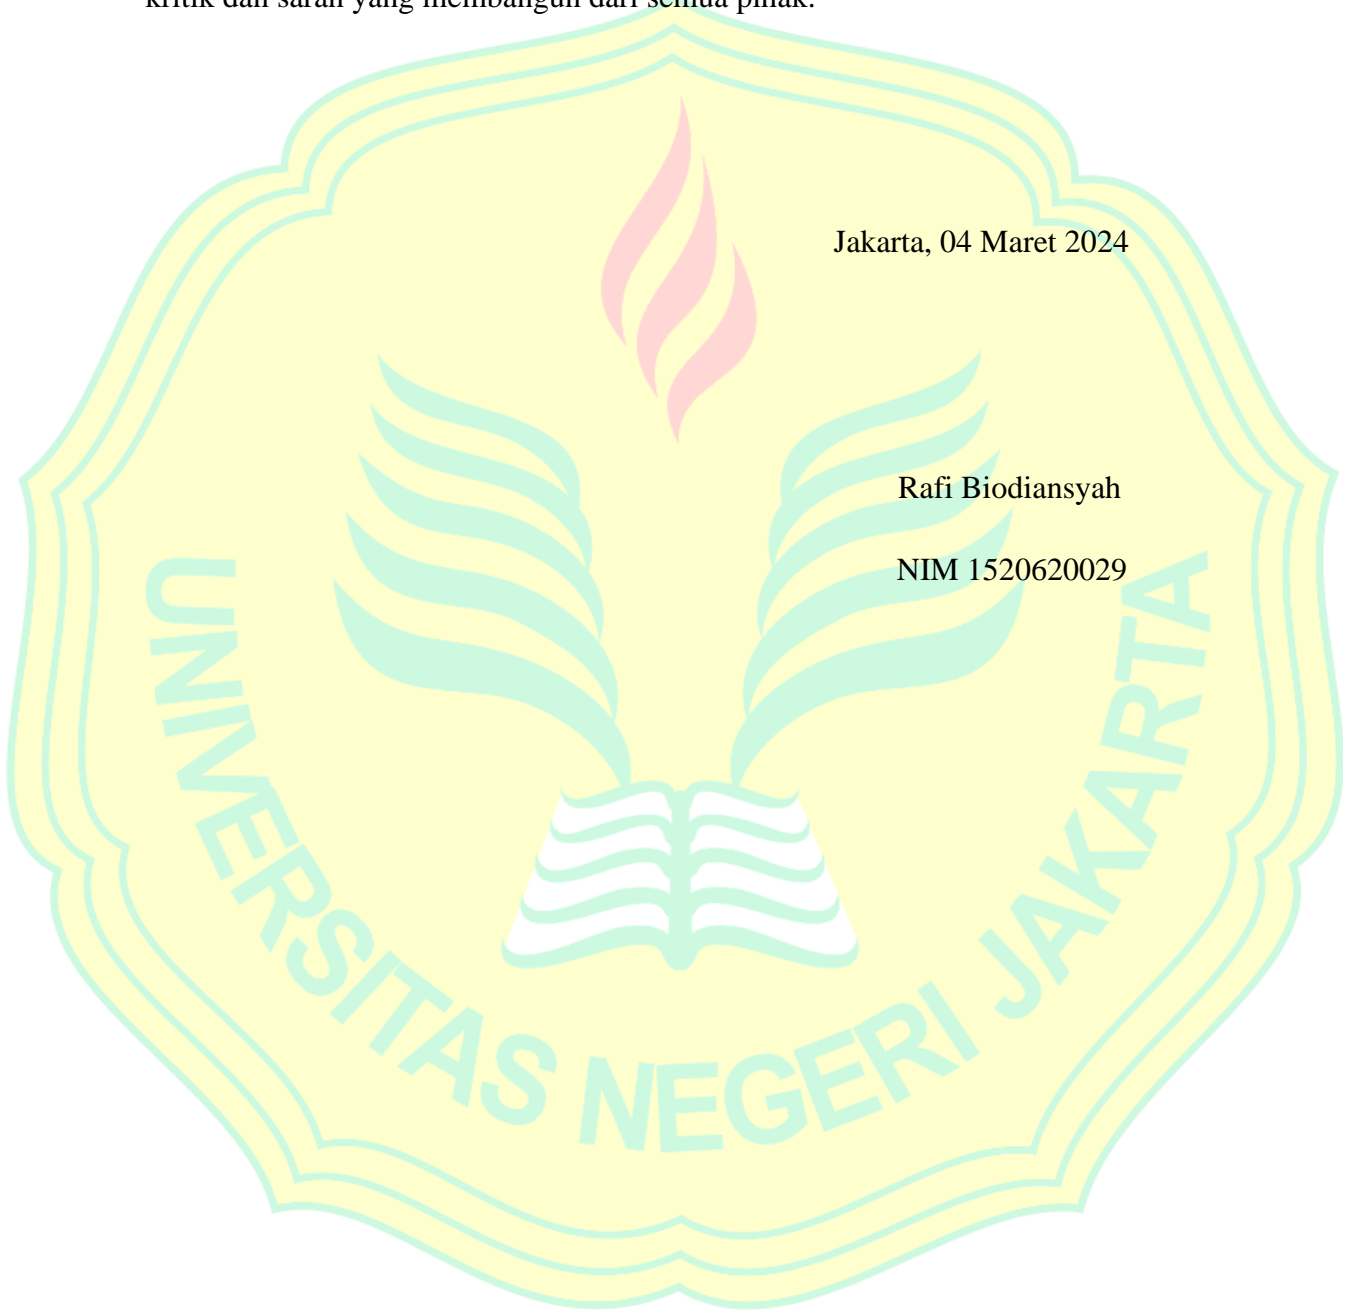 kritik dan saran yang membangun dari semua pihak.
Jakarta, 04 Maret 2024
Rafi Biodiansyah
NIM 1520620029
UNIVERSITAS NEGERI JAKARTA